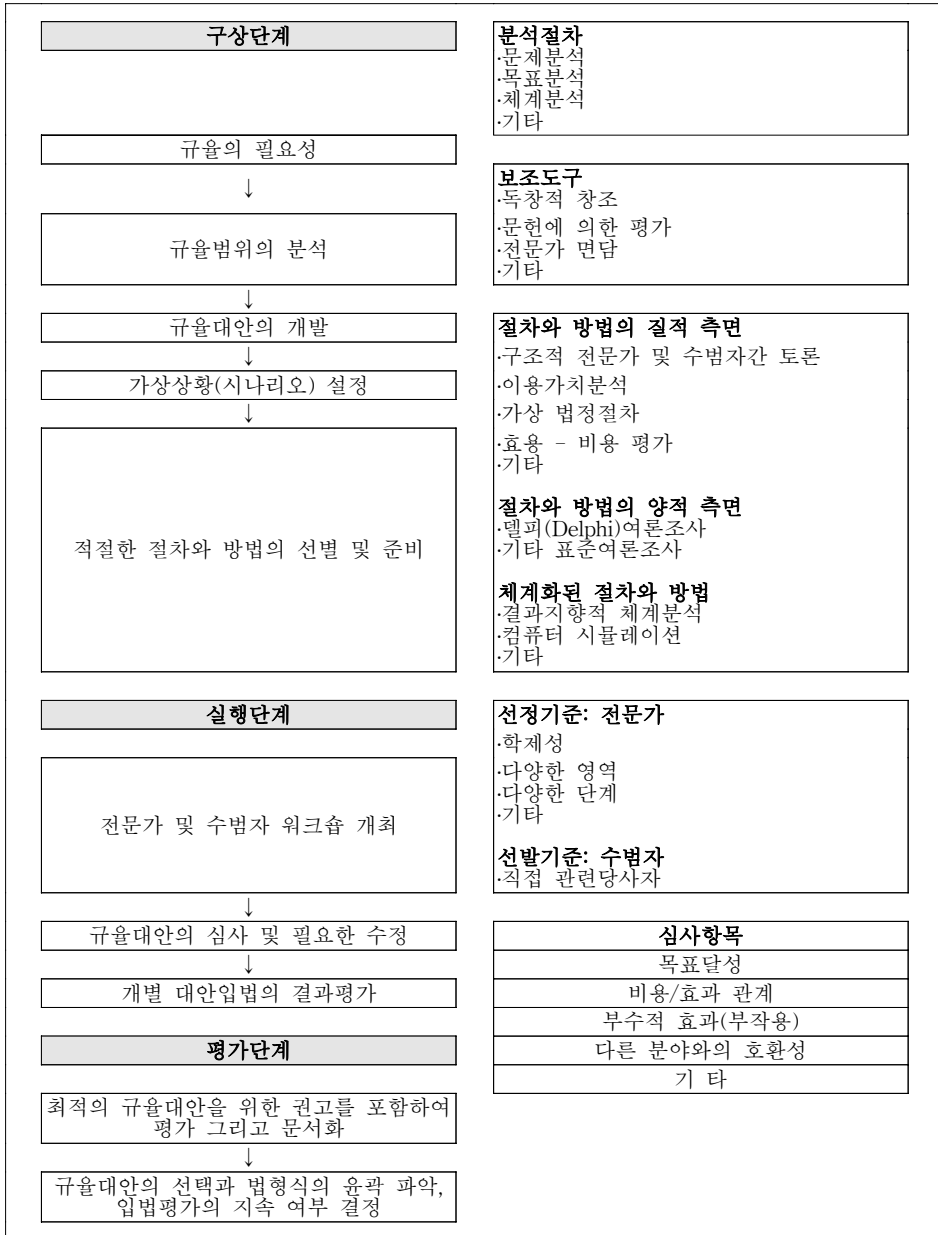 구상단계
분석절차
·문제분석
·목표분석
·체계분석
·기타
규율의 필요성
↓
보조도구
·독창적 창조
·문헌에 의한 평가
·전문가 면담
·기타
규율범위의 분석
↓
규율대안의 개발
↓
가상상황(시나리오) 설정
↓
절차와 방법의 질적 측면
·구조적 전문가 및 수범자간 토론
·이용가치분석
·가상 법정절차
·효용 - 비용 평가
·기타
절차와 방법의 양적 측면
·델피(Delphi)여론조사
·기타 표준여론조사
체계화된 절차와 방법
·결과지향적 체계분석
·컴퓨터 시뮬레이션
·기타
적절한 절차와 방법의 선별 및 준비
실행단계
선정기준: 전문가
·학제성
·다양한 영역
·다양한 단계
·기타
선발기준: 수범자
·직접 관련당사자
전문가 및 수범자 워크숍 개최
↓
규율대안의 심사 및 필요한 수정
↓
개별 대안입법의 결과평가
심사항목
목표달성
비용/효과 관계
부수적 효과(부작용)
다른 분야와의 호환성
기 타
평가단계
최적의 규율대안을 위한 권고를 포함하여
평가 그리고 문서화
↓
규율대안의 선택과 법형식의 윤곽 파악,
입법평가의 지속 여부 결정